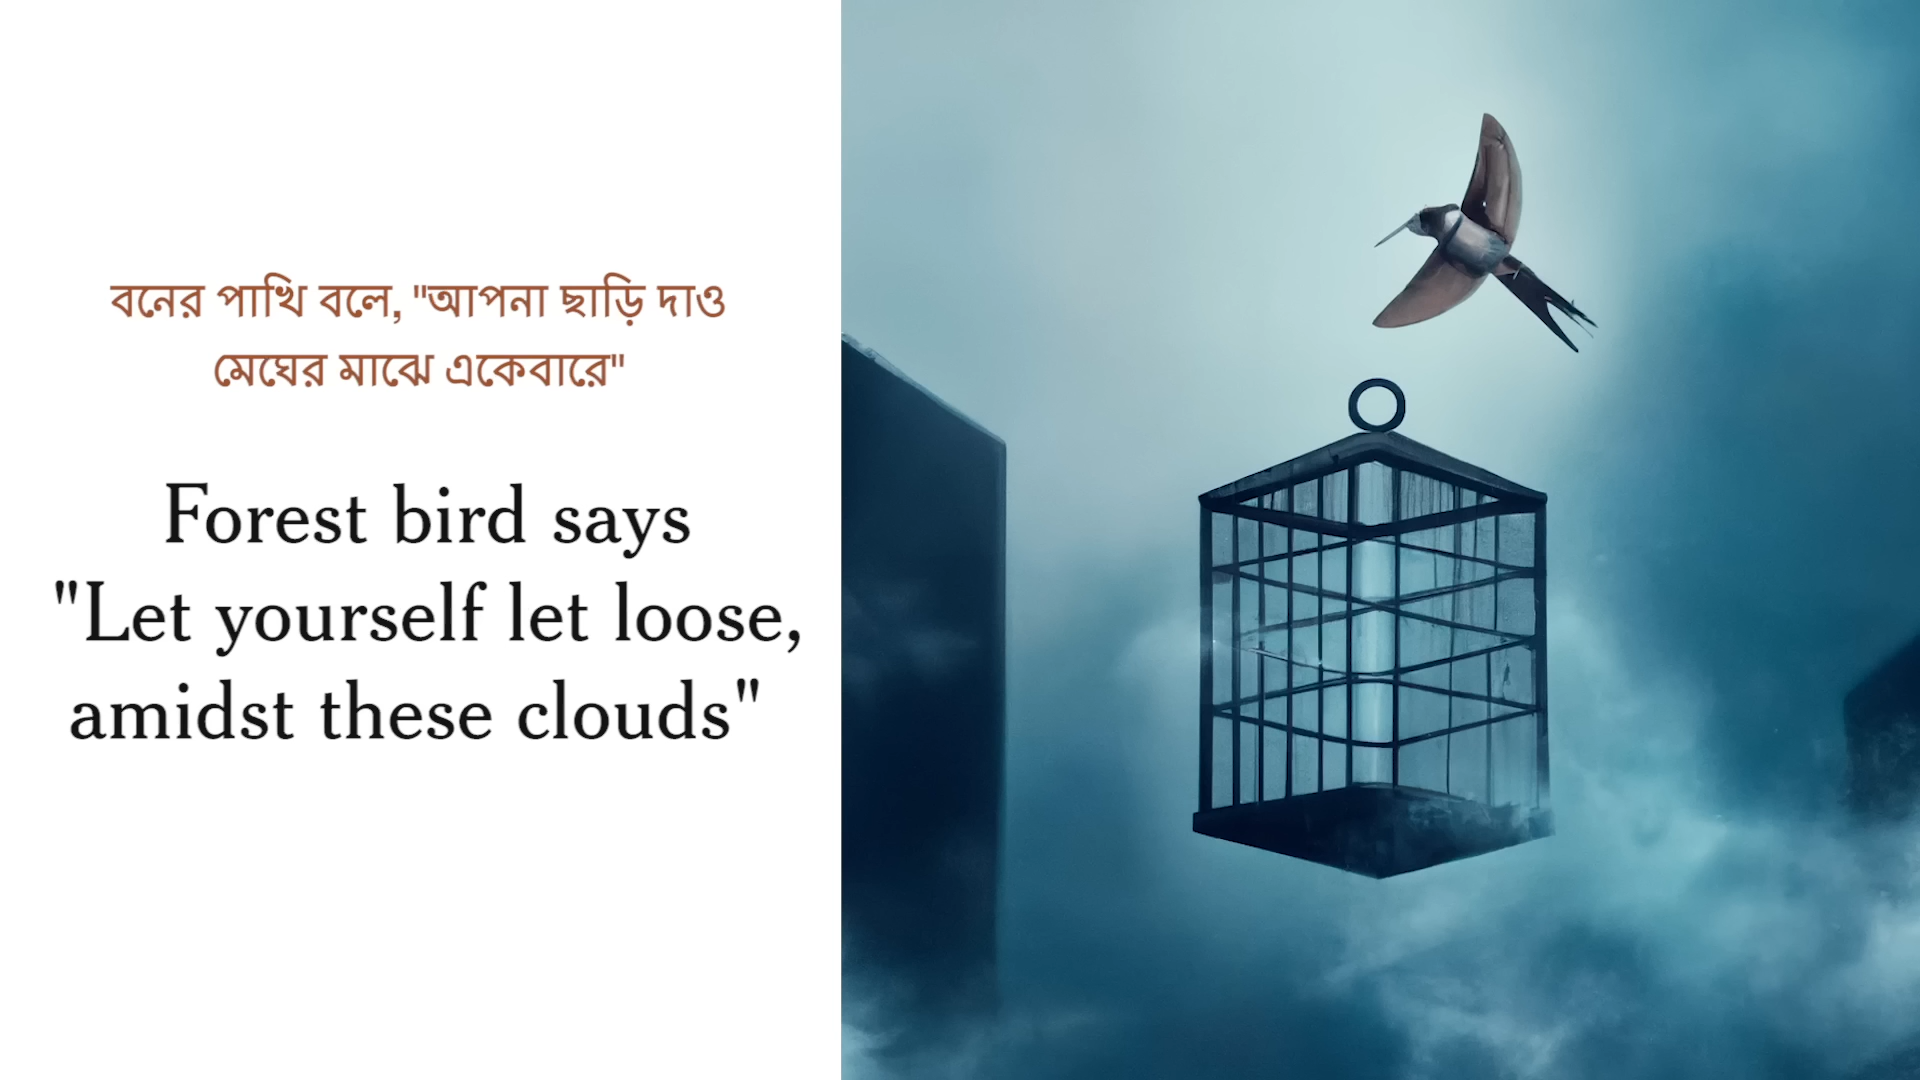 বনের পাখি বলে, "আপনা ছাড়ি দাও
মেঘের মাঝে একেবারে"
Forest bird says
"Let yourself let loose,
amidst these clouds"